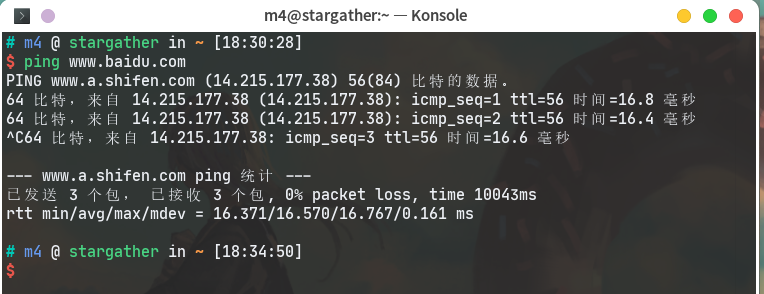 m4@stargather:~ — Konsole
# m4 @ stargather in ~ [18:30:28]
$ ping www.baidu.com
PING www.a.shifen.com (14.215.177.38) 56(84) 比特的数据。
64 比特，来自 14.215.177.38 (14.215.177.38): icmp_seq=1 ttl=56 时间=16.8 毫秒
64 比特，来自 14.215.177.38 (14.215.177.38): icmp_seq=2 ttl=56 时间=16.4 毫秒
^C64 比特，来自 14.215.177.38: icmp_seq=3 ttl=56 时间=16.6 毫秒
--- www.a.shifen.com ping 统计 ---
已发送 3 个包， 已接收 3 个包, 0% packet loss, time 10043ms
rtt min/avg/max/mdev = 16.371/16.570/16.767/0.161 ms
# m4 @ stargather in ~ [18:34:50]
$